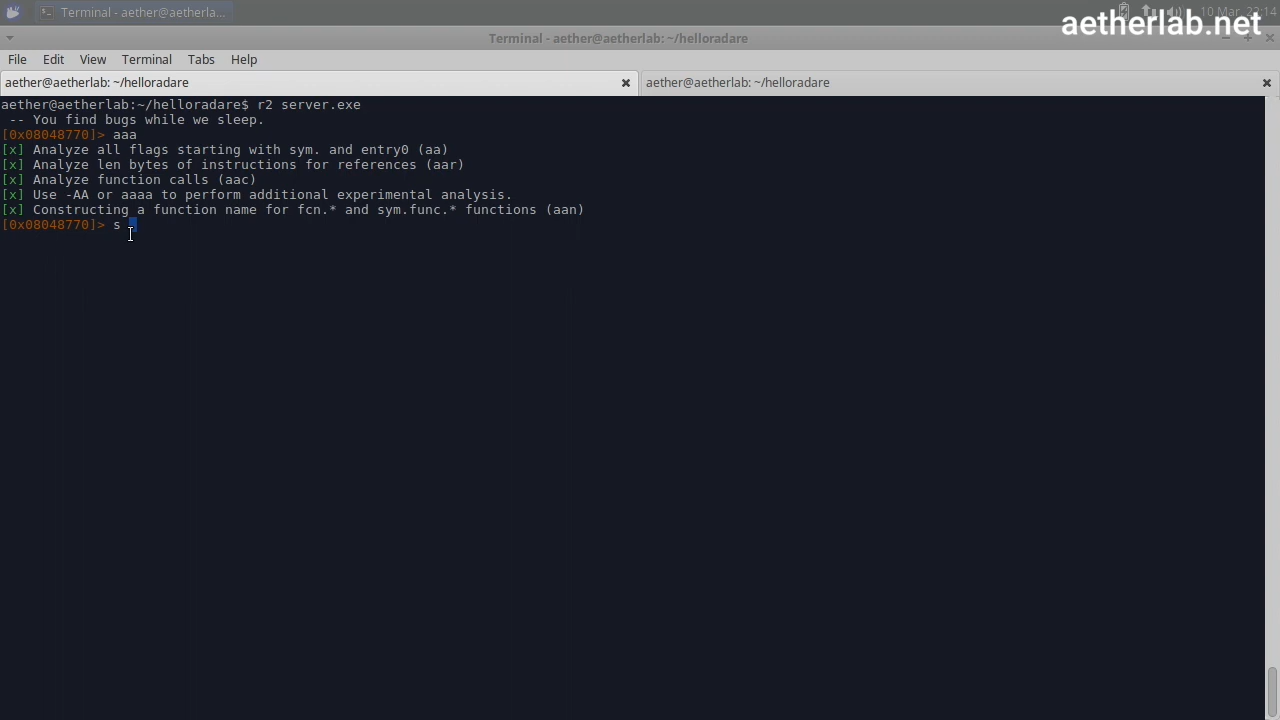 Terminal - aether@aetherla...
10 Mar, 22:14
aetherlab.net
Terminal - aether@aetherlab: ~/helloradare
File Edit View Terminal Tabs Help
aether@aetherlab: ~/helloradare
aether@aetherlab: ~/helloradare
aether@aetherlab:~/helloradare$ r2 server.exe
-- You find bugs while we sleep.
[0x08048770]> aaa
[x] Analyze all flags starting with sym. and entry0 (aa)
[x] Analyze len bytes of instructions for references (aar)
[x] Analyze function calls (aac)
[x] Use -AA or aaaa to perform additional experimental analysis.
[x] Constructing a function name for fcn.* and sym.func.* functions (aan)
[0x08048770]> s